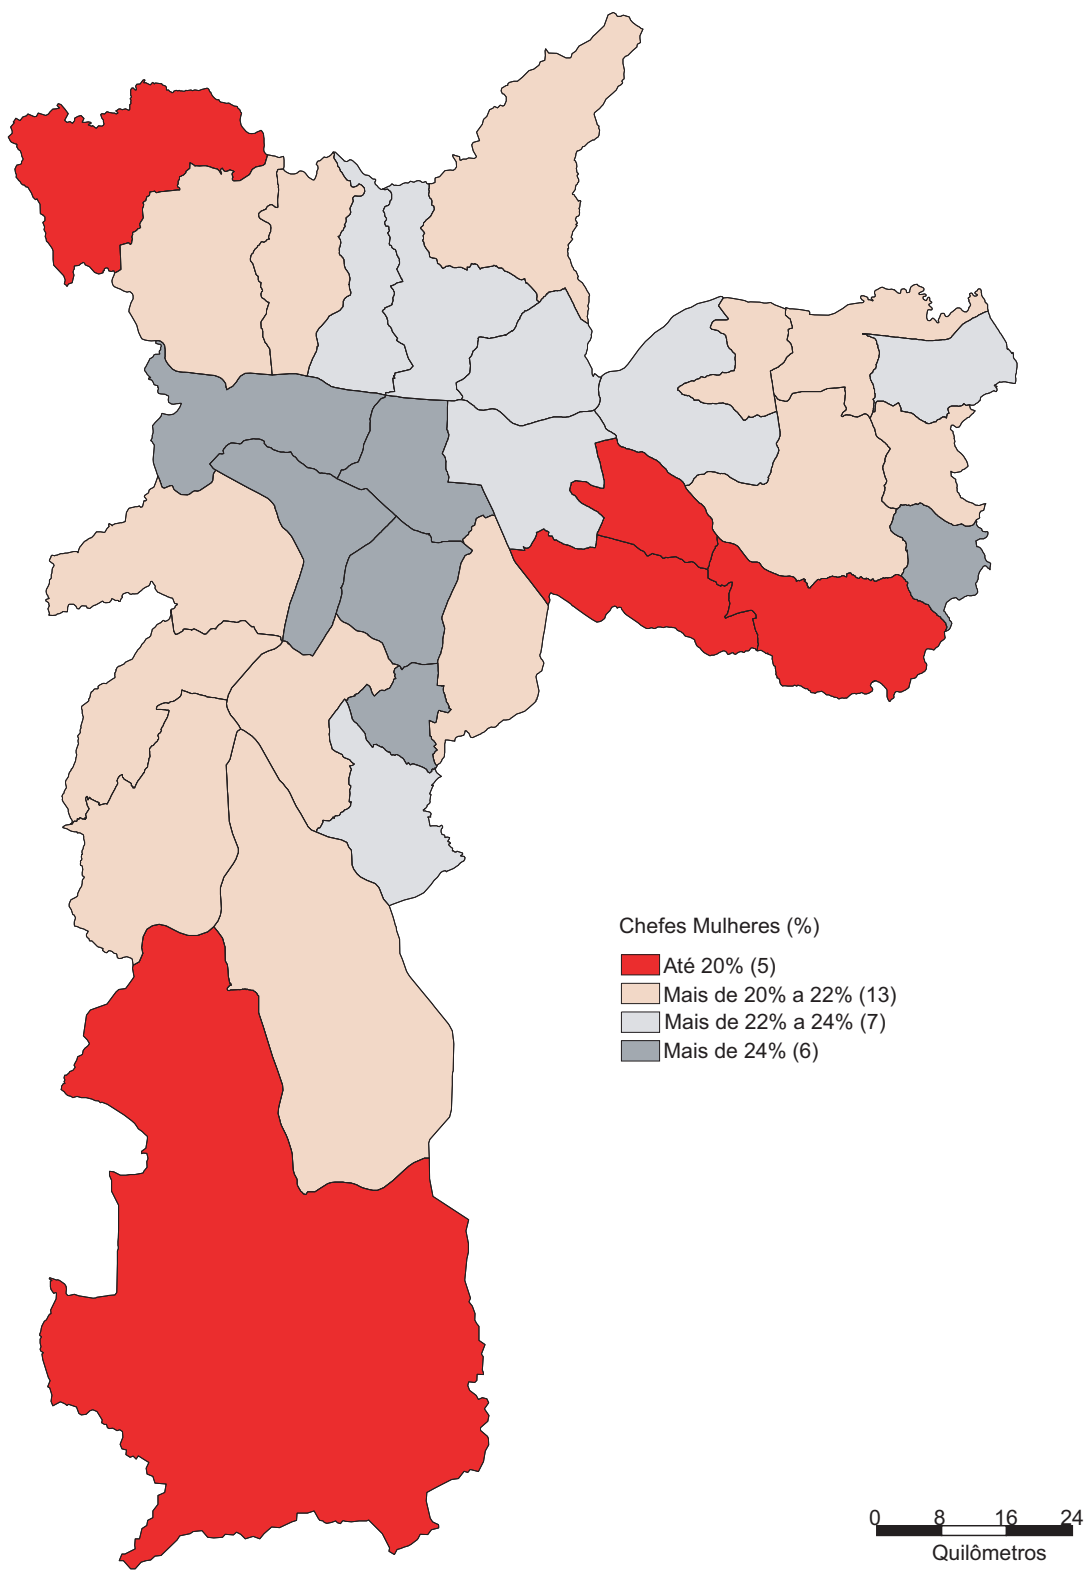 Chefes Mulheres (%)
Até 20% (5)
Mais de 20% a 22% (13)
Mais de 22% a 24% (7)
Mais de 24% (6)
0 8 16 24
Quilômetros